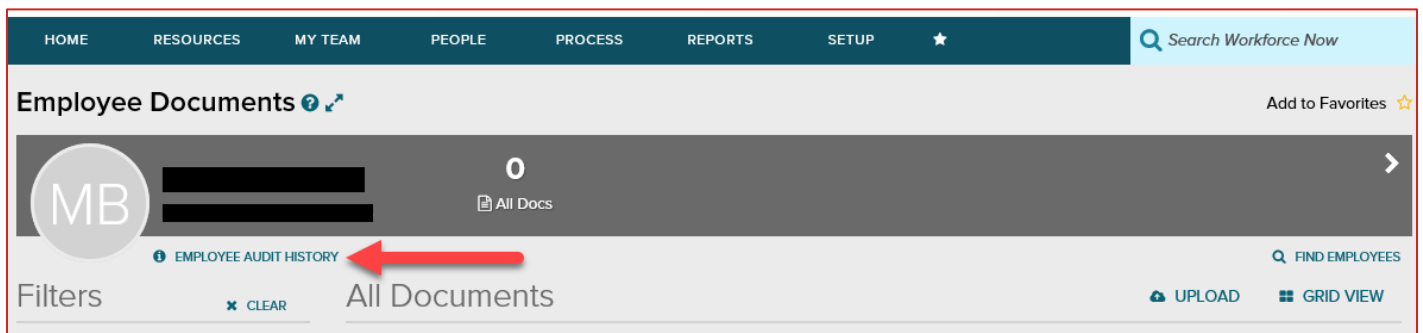 HOME RESOURCES MY TEAM PEOPLE PROCESS REPORTS SETUP Search Workforce Now
Employee Documents ? Add to Favorites
MB
0
All Docs
EMPLOYEE AUDIT HISTORY FIND EMPLOYEES
Filters CLEAR All Documents UPLOAD GRID VIEW